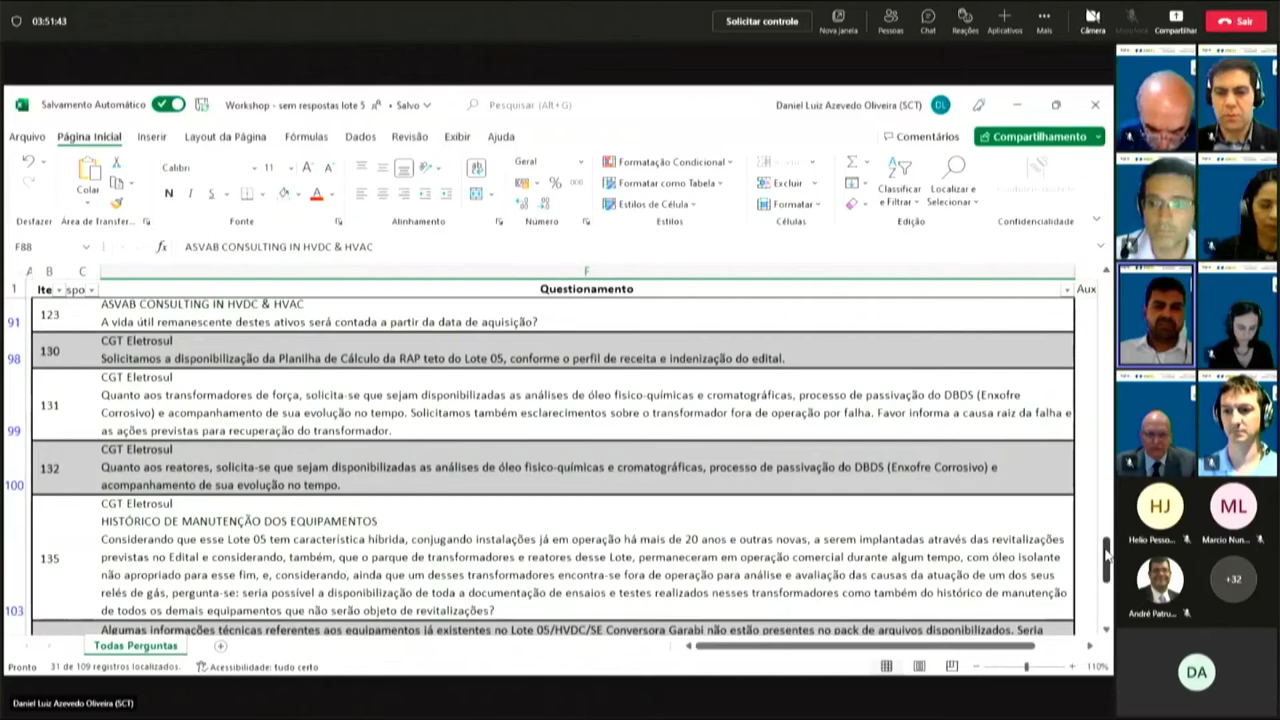 03:51:43
Solicitar controle
Nova janela
Pessoas
Chat
Reações
Aplicativos
Mais
Câmera
Compartilhar
Sair
Salvamento Automático
Workshop - sem respostas lote 5
• Salvo
Pesquisar (Alt+G)
Daniel Luiz Azevedo Oliveira (SCT)
DL
Arquivo
Página Inicial
Inserir
Layout da Página
Fórmulas
Dados
Revisão
Exibir
Ajuda
Comentários
Compartilhamento
Colar
Calibri
11
Geral
Formatação Condicional
Formatar como Tabela
Estilos de Célula
Excluir
Formatar
Classificar e Filtrar
Localizar e Selecionar
Desfazer
Área de Transfer...
Fonte
Alinhamento
Número
Estilos
Células
Edição
Confidencialidade
F88
fx
ASVAB CONSULTING IN HVDC & HVAC
A B C F
1 Ite spo Questionamento Aux
ASVAB CONSULTING IN HVDC & HVAC
91 123 A vida útil remanescente destes ativos será contada a partir da data de aquisição?
CGT Eletrosul
98 130 Solicitamos a disponibilização da Planilha de Cálculo da RAP teto do Lote 05, conforme o perfil de receita e indenização do edital.
CGT Eletrosul
Quanto aos transformadores de força, solicita-se que sejam disponibilizadas as análises de óleo fisico-químicas e cromatográficas, processo de passivação do DBDS (Enxofre
131 Corrosivo) e acompanhamento de sua evolução no tempo. Solicitamos também esclarecimentos sobre o transformador fora de operação por falha. Favor informa a causa raiz da falha e
99 as ações previstas para recuperação do transformador.
CGT Eletrosul
132 Quanto aos reatores, solicita-se que sejam disponibilizadas as análises de óleo fisico-químicas e cromatográficas, processo de passivação do DBDS (Enxofre Corrosivo) e
100 acompanhamento de sua evolução no tempo.
CGT Eletrosul
HISTÓRICO DE MANUTENÇÃO DOS EQUIPAMENTOS
Considerando que esse Lote 05 tem característica híbrida, conjugando instalações já em operação há mais de 20 anos e outras novas, a serem implantadas através das revitalizações
135 previstas no Edital e considerando, também, que o parque de transformadores e reatores desse Lote, permaneceram em operação comercial durante algum tempo, com óleo isolante
não apropriado para esse fim, e, considerando, ainda que um desses transformadores encontra-se fora de operação para análise e avaliação das causas da atuação de um dos seus
relés de gás, pergunta-se: seria possível a disponibilização de toda a documentação de ensaios e testes realizados nesses transformadores como também do histórico de manutenção
103 de todos os demais equipamentos que não serão objeto de revitalizações?
Algumas informações técnicas referentes aos equipamentos já existentes no Lote 05/HVDC/SE Conversora Garabi não estão presentes no pack de arquivos disponibilizados. Seria
Todas Perguntas
Pronto
31 de 109 registros localizados.
Acessibilidade: tudo certo
110%
HJ
ML
Helio Pesso...
Marcio Nun...
André Patru...
+32
DA
Daniel Luiz Azevedo Oliveira (SCT)